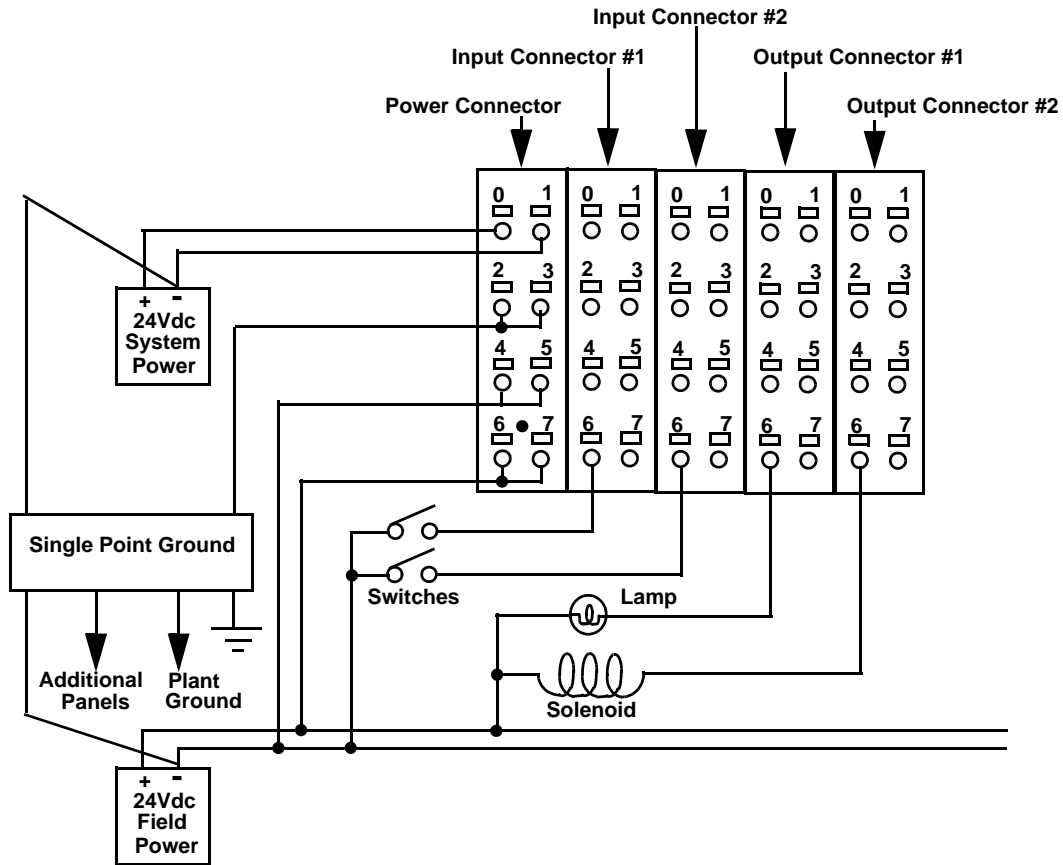 Input Connector #2
Input Connector #1
Output Connector #1
Power Connector
Output Connector #2
0 1 0 1 0 1 0 1 0 1
2 3 2 3 2 3 2 3 2 3
+ -
24Vdc
System
Power
4 5 4 5 4 5 4 5 4 5
6 7 6 7 6 7 6 7 6 7
Single Point Ground
Switches
Lamp
Additional
Panels
Plant
Ground
Solenoid
+ -
24Vdc
Field
Power